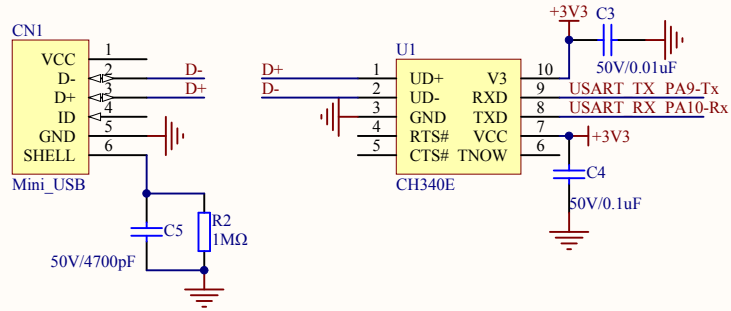 CN1
VCC 1
D- 2 D-
D+ 3 D+
ID 4
GND 5
SHELL 6
Mini_USB
C5
50V/4700pF
R2
1MΩ
U1
D+ 1 UD+ V3 10
D- 2 UD- RXD 9 USART_TX_PA9-Tx
3 GND TXD 8 USART_RX_PA10-Rx
4 RTS# VCC 7 +3V3
5 CTS# TNOW 6
CH340E
+3V3
C3
50V/0.01uF
C4
50V/0.1uF